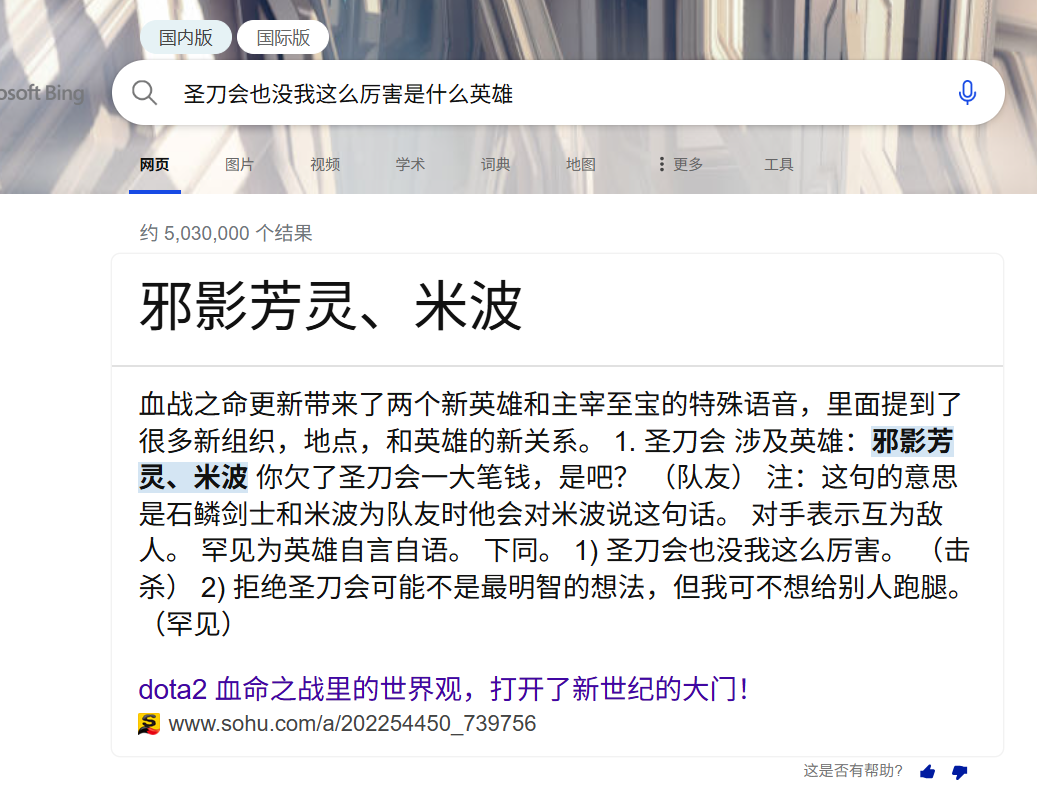 国内版 国际版
osoft Bing 圣刀会也没我这么厉害是什么英雄
网页 图片 视频 学术 词典 地图 更多 工具
约 5,030,000 个结果
邪影芳灵、米波
血战之命更新带来了两个新英雄和主宰至宝的特殊语音，里面提到了
很多新组织，地点，和英雄的新关系。 1. 圣刀会 涉及英雄：邪影芳
灵、米波 你欠了圣刀会一大笔钱，是吧？ （队友） 注：这句的意思
是石鳞剑士和米波为队友时他会对米波说这句话。 对手表示互为敌
人。 罕见为英雄自言自语。 下同。 1) 圣刀会也没我这么厉害。 （击
杀） 2) 拒绝圣刀会可能不是最明智的想法，但我可不想给别人跑腿。
（罕见）
dota2 血命之战里的世界观，打开了新世纪的大门！
www.sohu.com/a/202254450_739756
这是否有帮助?